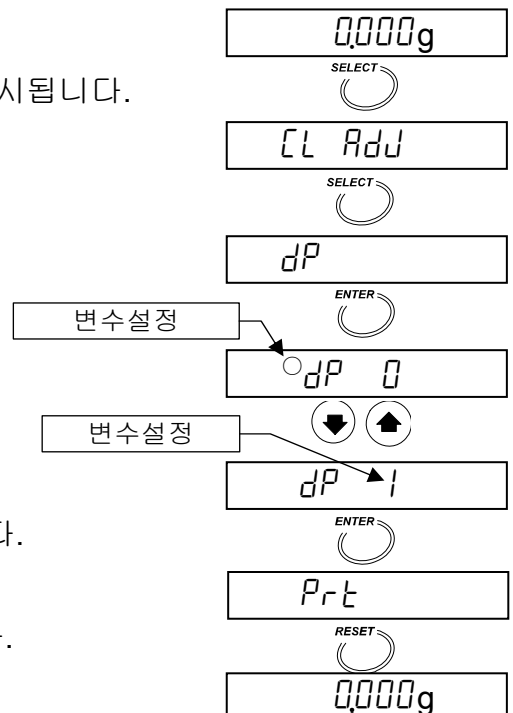 0.000g
SELECT
시됩니다.
CL AdJ
SELECT
dP
ENTER
변수설정
dP 0
변수설정
dP 1
ENTER
다.
Prt
RESET
0.000g